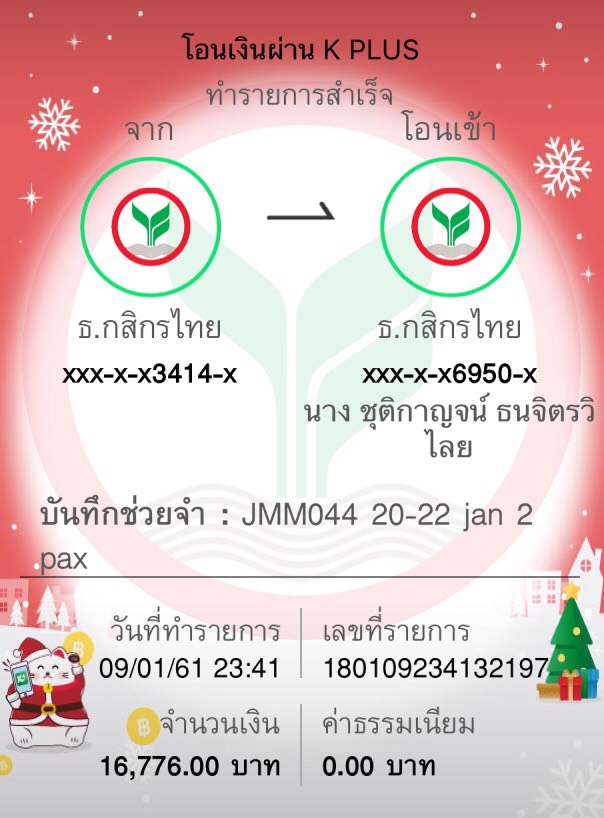 โอนเงินผ่าน K PLUS
ทำรายการสำเร็จ
จาก
โอนเข้า
ธ.กสิกรไทย
xxx-x-x3414-x
ธ.กสิกรไทย
xxx-x-x6950-x
นาง ชุติกาญจน์ ธนจิตรวิ
ไลย
บันทึกช่วยจำ : JMM044 20-22 jan 2
pax
วันที่ทำรายการ
09/01/61 23:41
เลขที่รายการ
180109234132197
จำนวนเงิน
16,776.00 บาท
ค่าธรรมเนียม
0.00 บาท